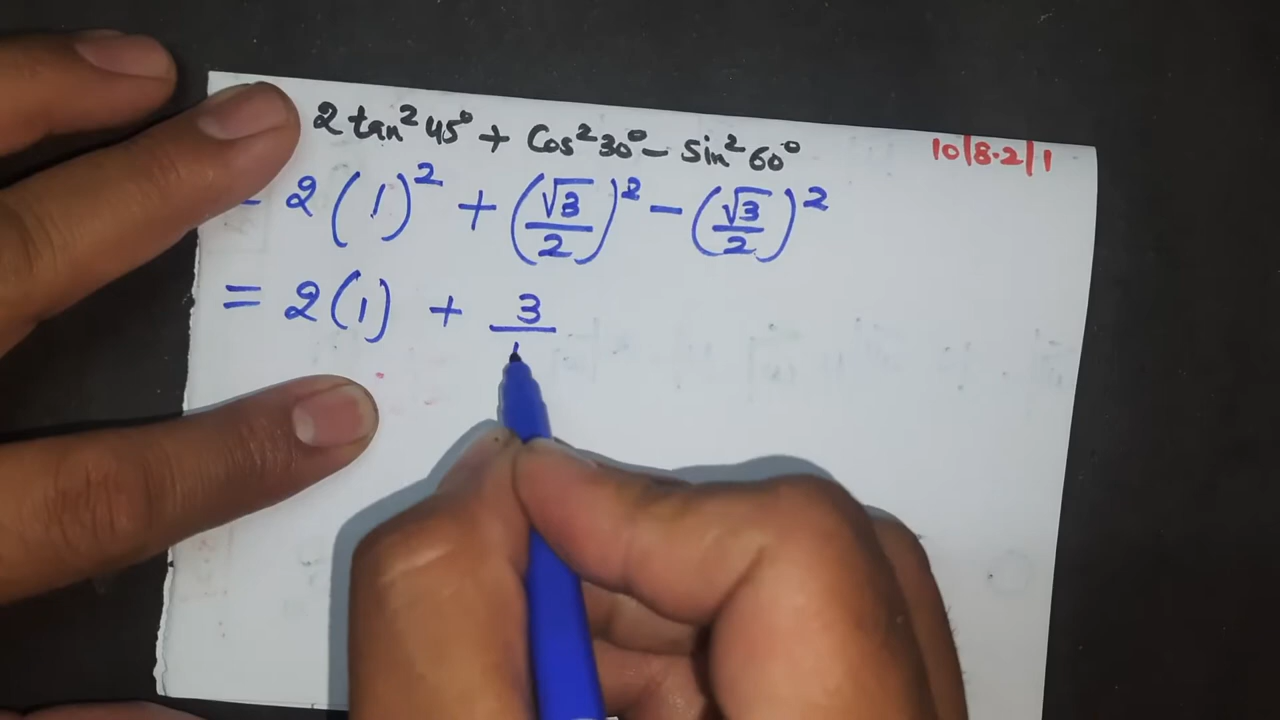 2 tan² 45° + Cos² 30° - Sin² 60°
10|8.2|1
= 2 (1)² + (√3/2)² - (√3/2)²
= 2(1) + 3/